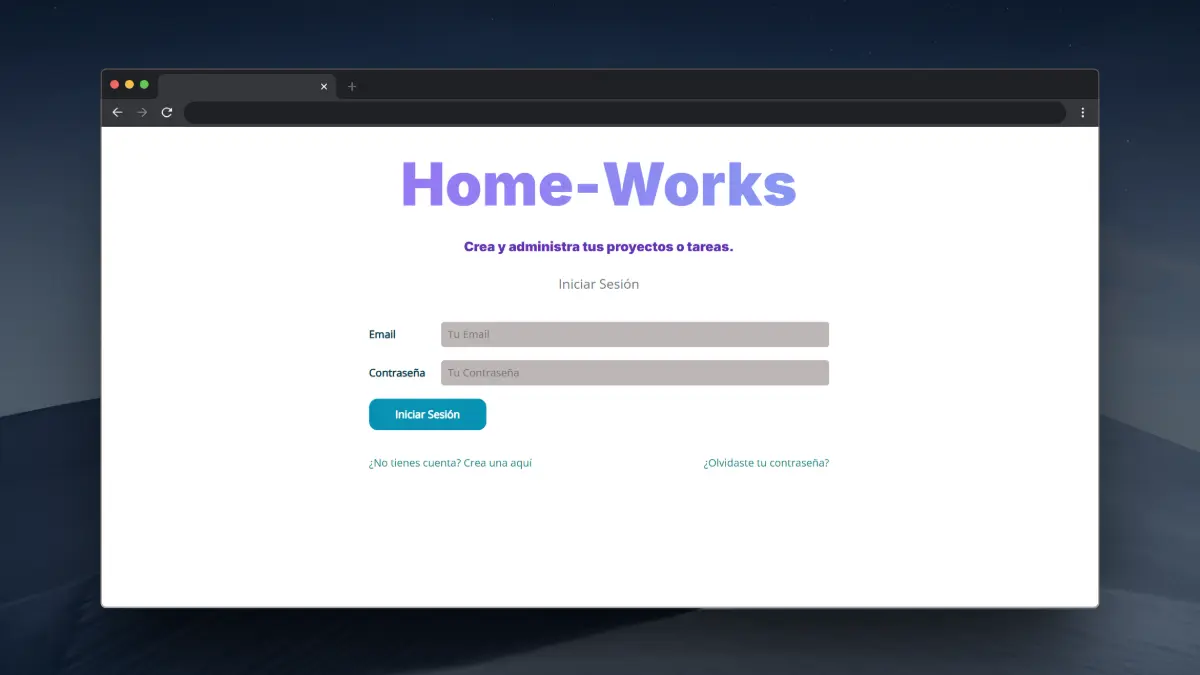 Home-Works
Crea y administra tus proyectos o tareas.
Iniciar Sesión
Email
Tu Email
Contraseña
Tu Contraseña
Iniciar Sesión
¿No tienes cuenta? Crea una aquí
¿Olvidaste tu contraseña?